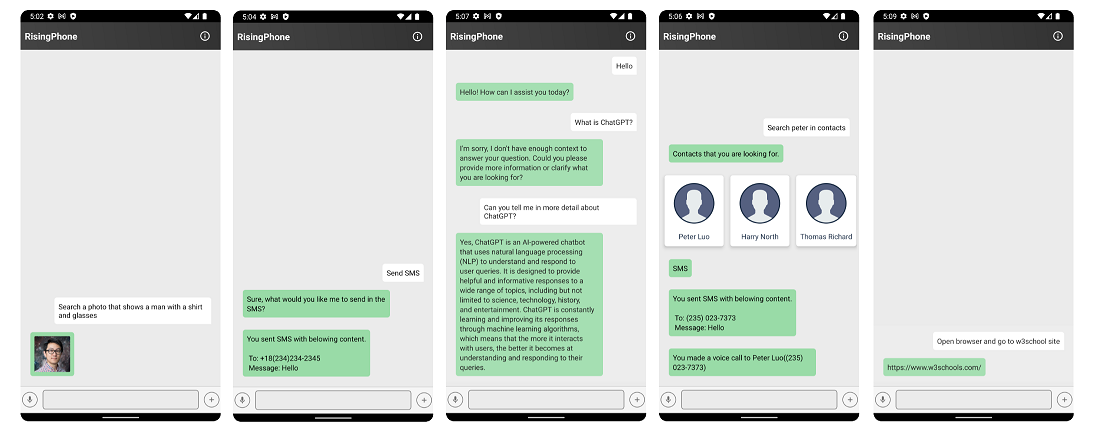 5:02
RisingPhone
Search a photo that shows a man with a shirt
and glasses
5:04
RisingPhone
Send SMS
Sure, what would you like me to send in the
SMS?
You sent SMS with belowing content.
To: +18(234)234-2345
Message: Hello
5:07
RisingPhone
Hello
Hello! How can I assist you today?
What is ChatGPT?
I'm sorry, I don't have enough context to
answer your question. Could you please
provide more information or clarify what
you are looking for?
Can you tell me in more detail about
ChatGPT?
Yes, ChatGPT is an AI-powered chatbot
that uses natural language processing
(NLP) to understand and respond to
user queries. It is designed to provide
helpful and informative responses to a
wide range of topics, including but not
limited to science, technology, history,
and entertainment. ChatGPT is constantly
learning and improving its responses
through machine learning algorithms,
which means that the more it interacts
with users, the better it becomes at
understanding and responding to their
queries.
5:06
RisingPhone
Search peter in contacts
Contacts that you are looking for.
Peter Luo
Harry North
Thomas Richard
SMS
You sent SMS with belowing content.
To: (235) 023-7373
Message: Hello
You made a voice call to Peter Luo((235)
023-7373)
5:09
RisingPhone
Open browser and go to w3school site
https://www.w3schools.com/